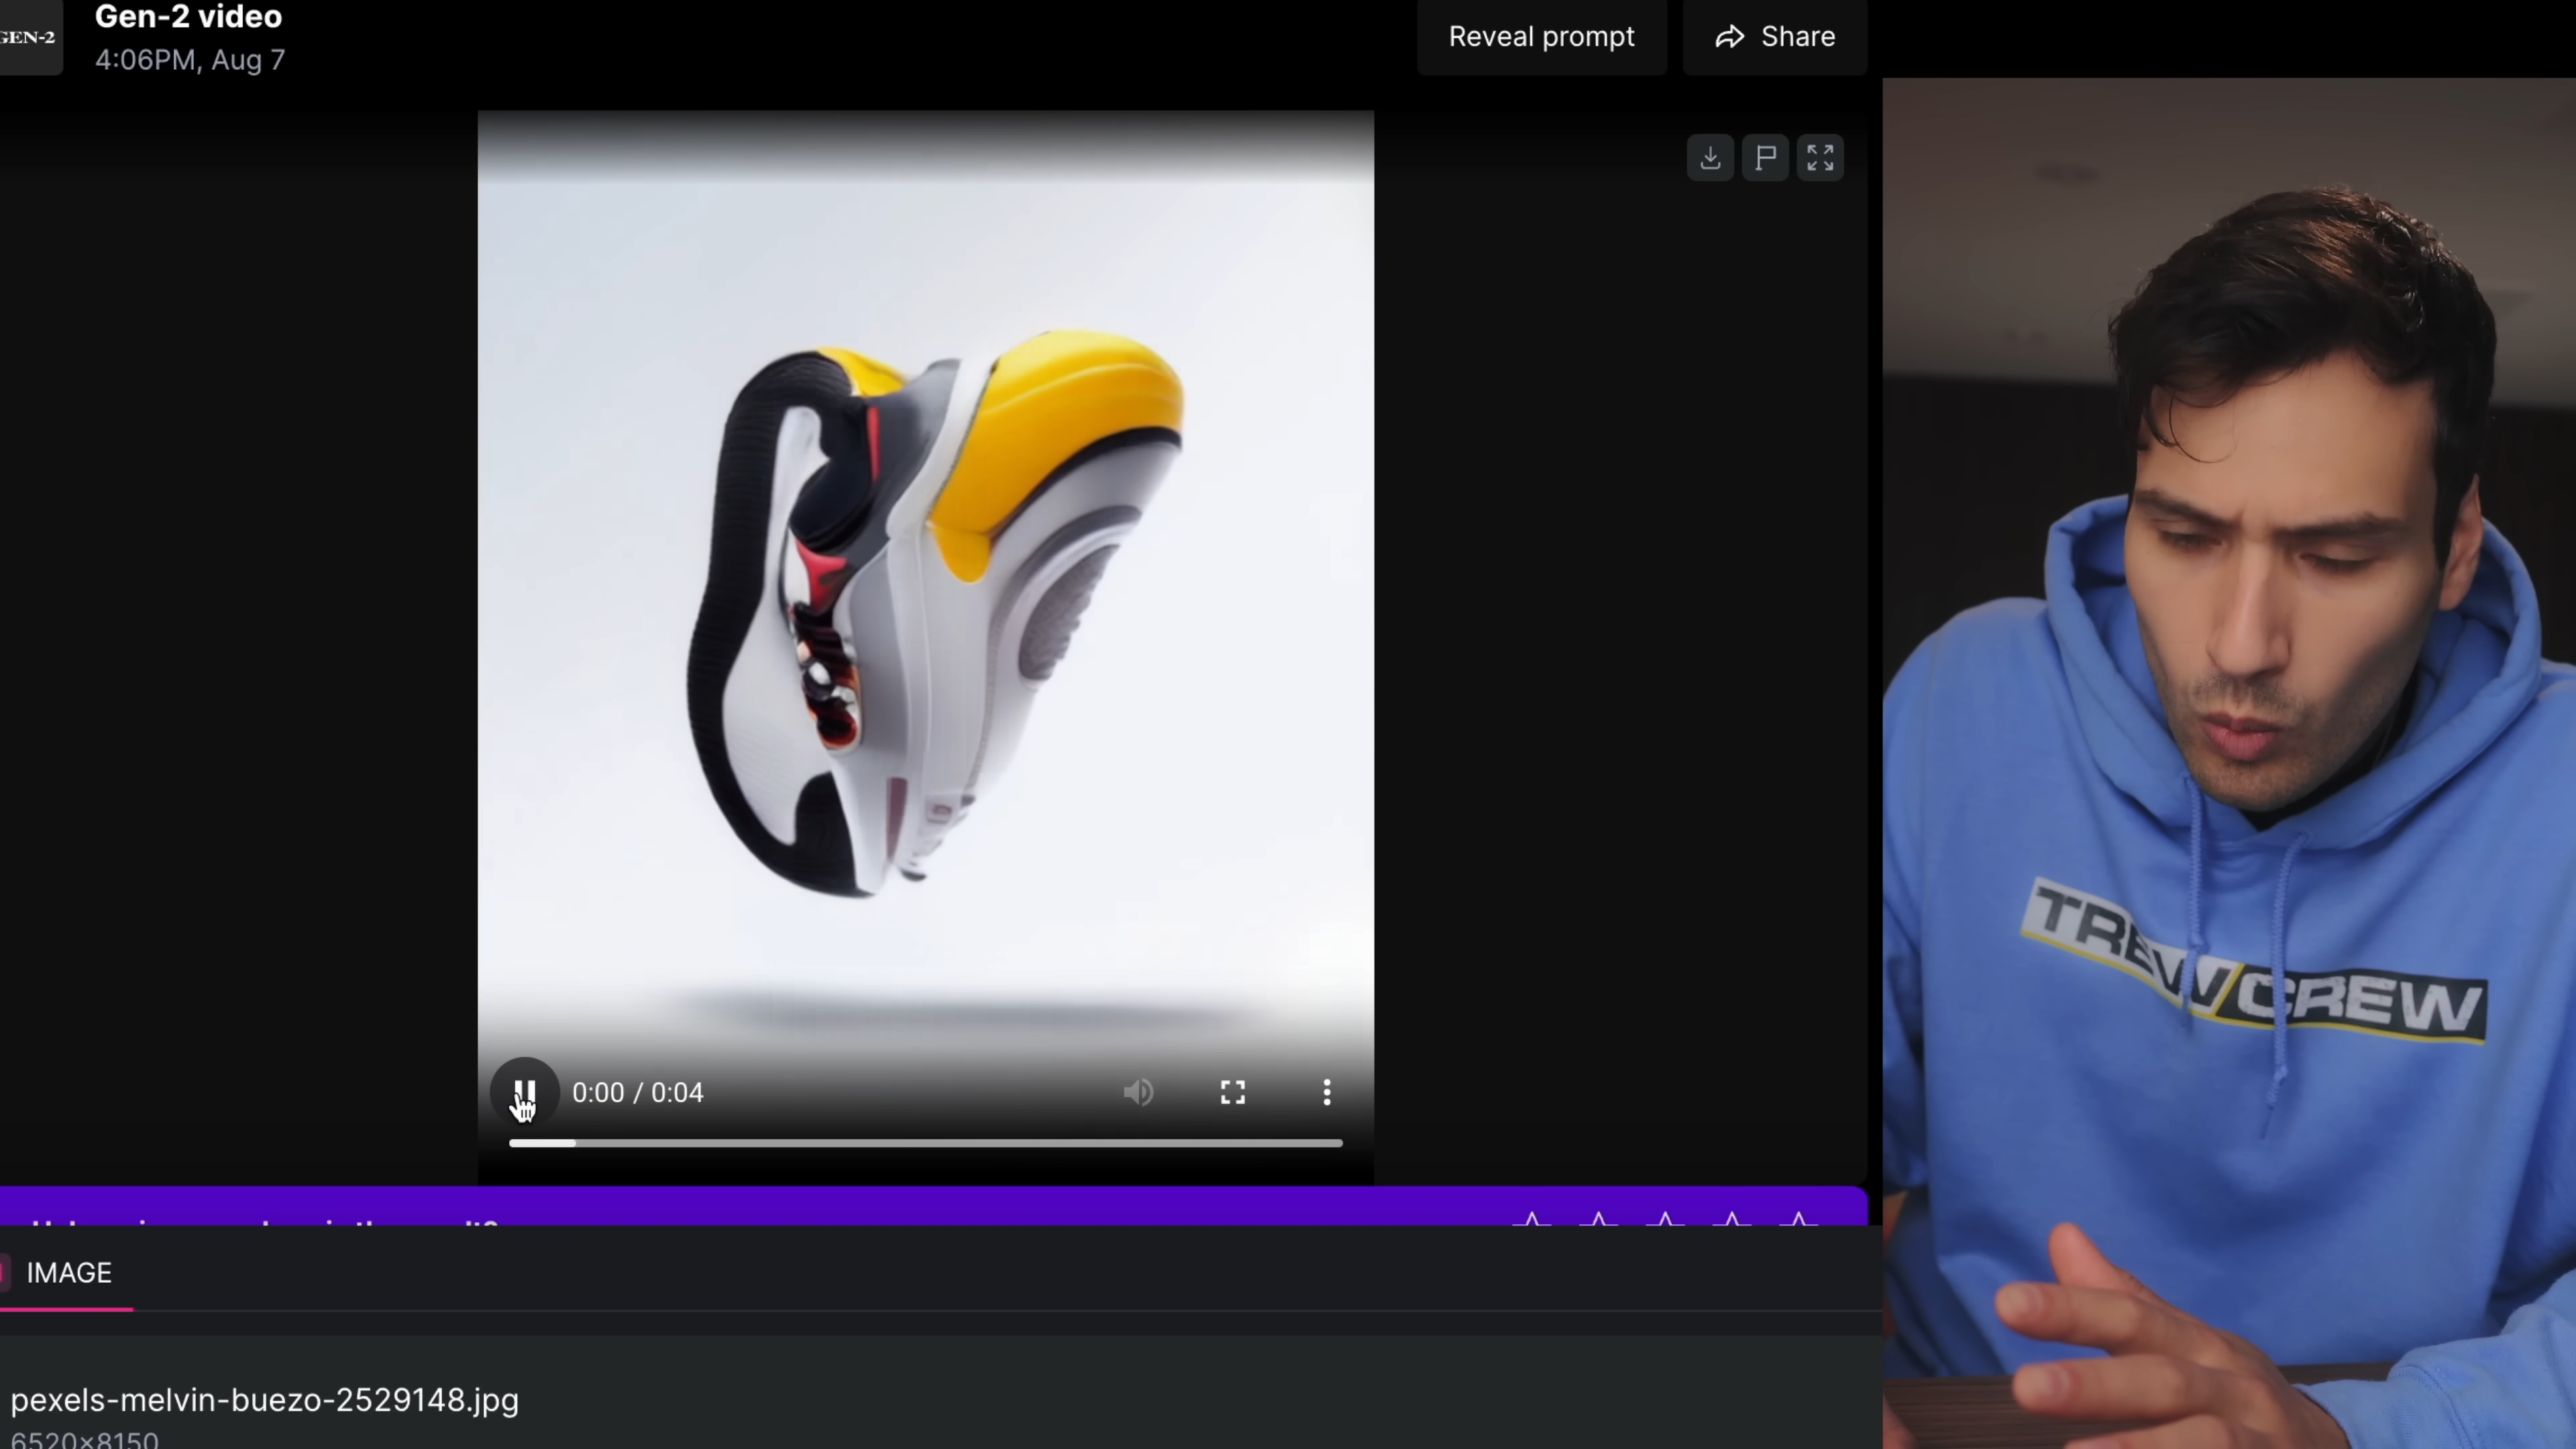 GEN-2
Gen-2 video
4:06PM, Aug 7
Reveal prompt
Share
0:00 / 0:04
IMAGE
pexels-melvin-buezo-2529148.jpg
6520×8150
TREW/CREW